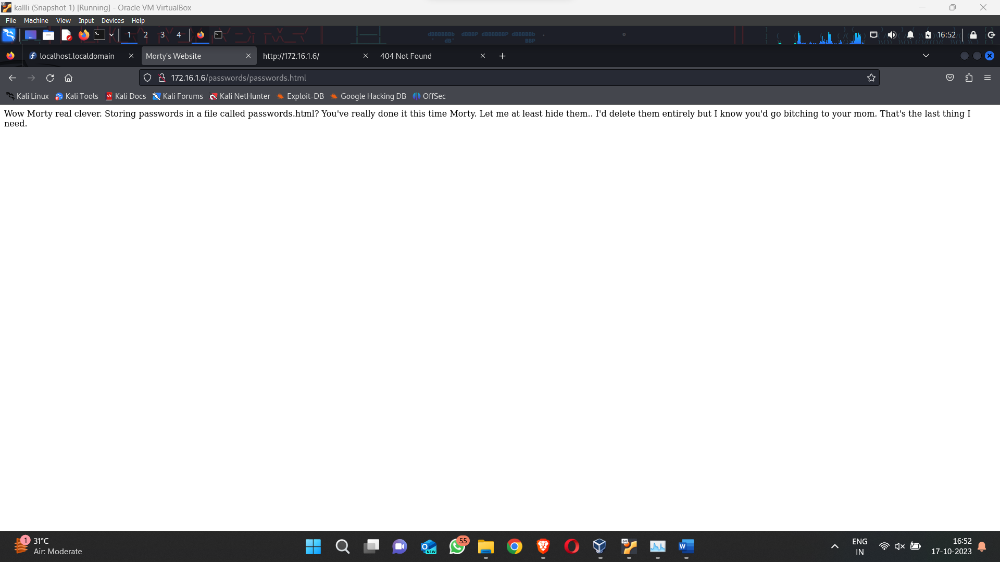 kallli (Snapshot 1) [Running] - Oracle VM VirtualBox
File Machine View Input Devices Help
1 2 3 4 16:52
localhost.localdomain Morty's Website http://172.16.1.6/ 404 Not Found
172.16.1.6/passwords/passwords.html
Kali Linux Kali Tools Kali Docs Kali Forums Kali NetHunter Exploit-DB Google Hacking DB OffSec
Wow Morty real clever. Storing passwords in a file called passwords.html? You've really done it this time Morty. Let me at least hide them.. I'd delete them entirely but I know you'd go bitching to your mom. That's the last thing I
need.
1 31°C
Air: Moderate
NEW
55
64
W
ENG
IN
16:52
17-10-2023